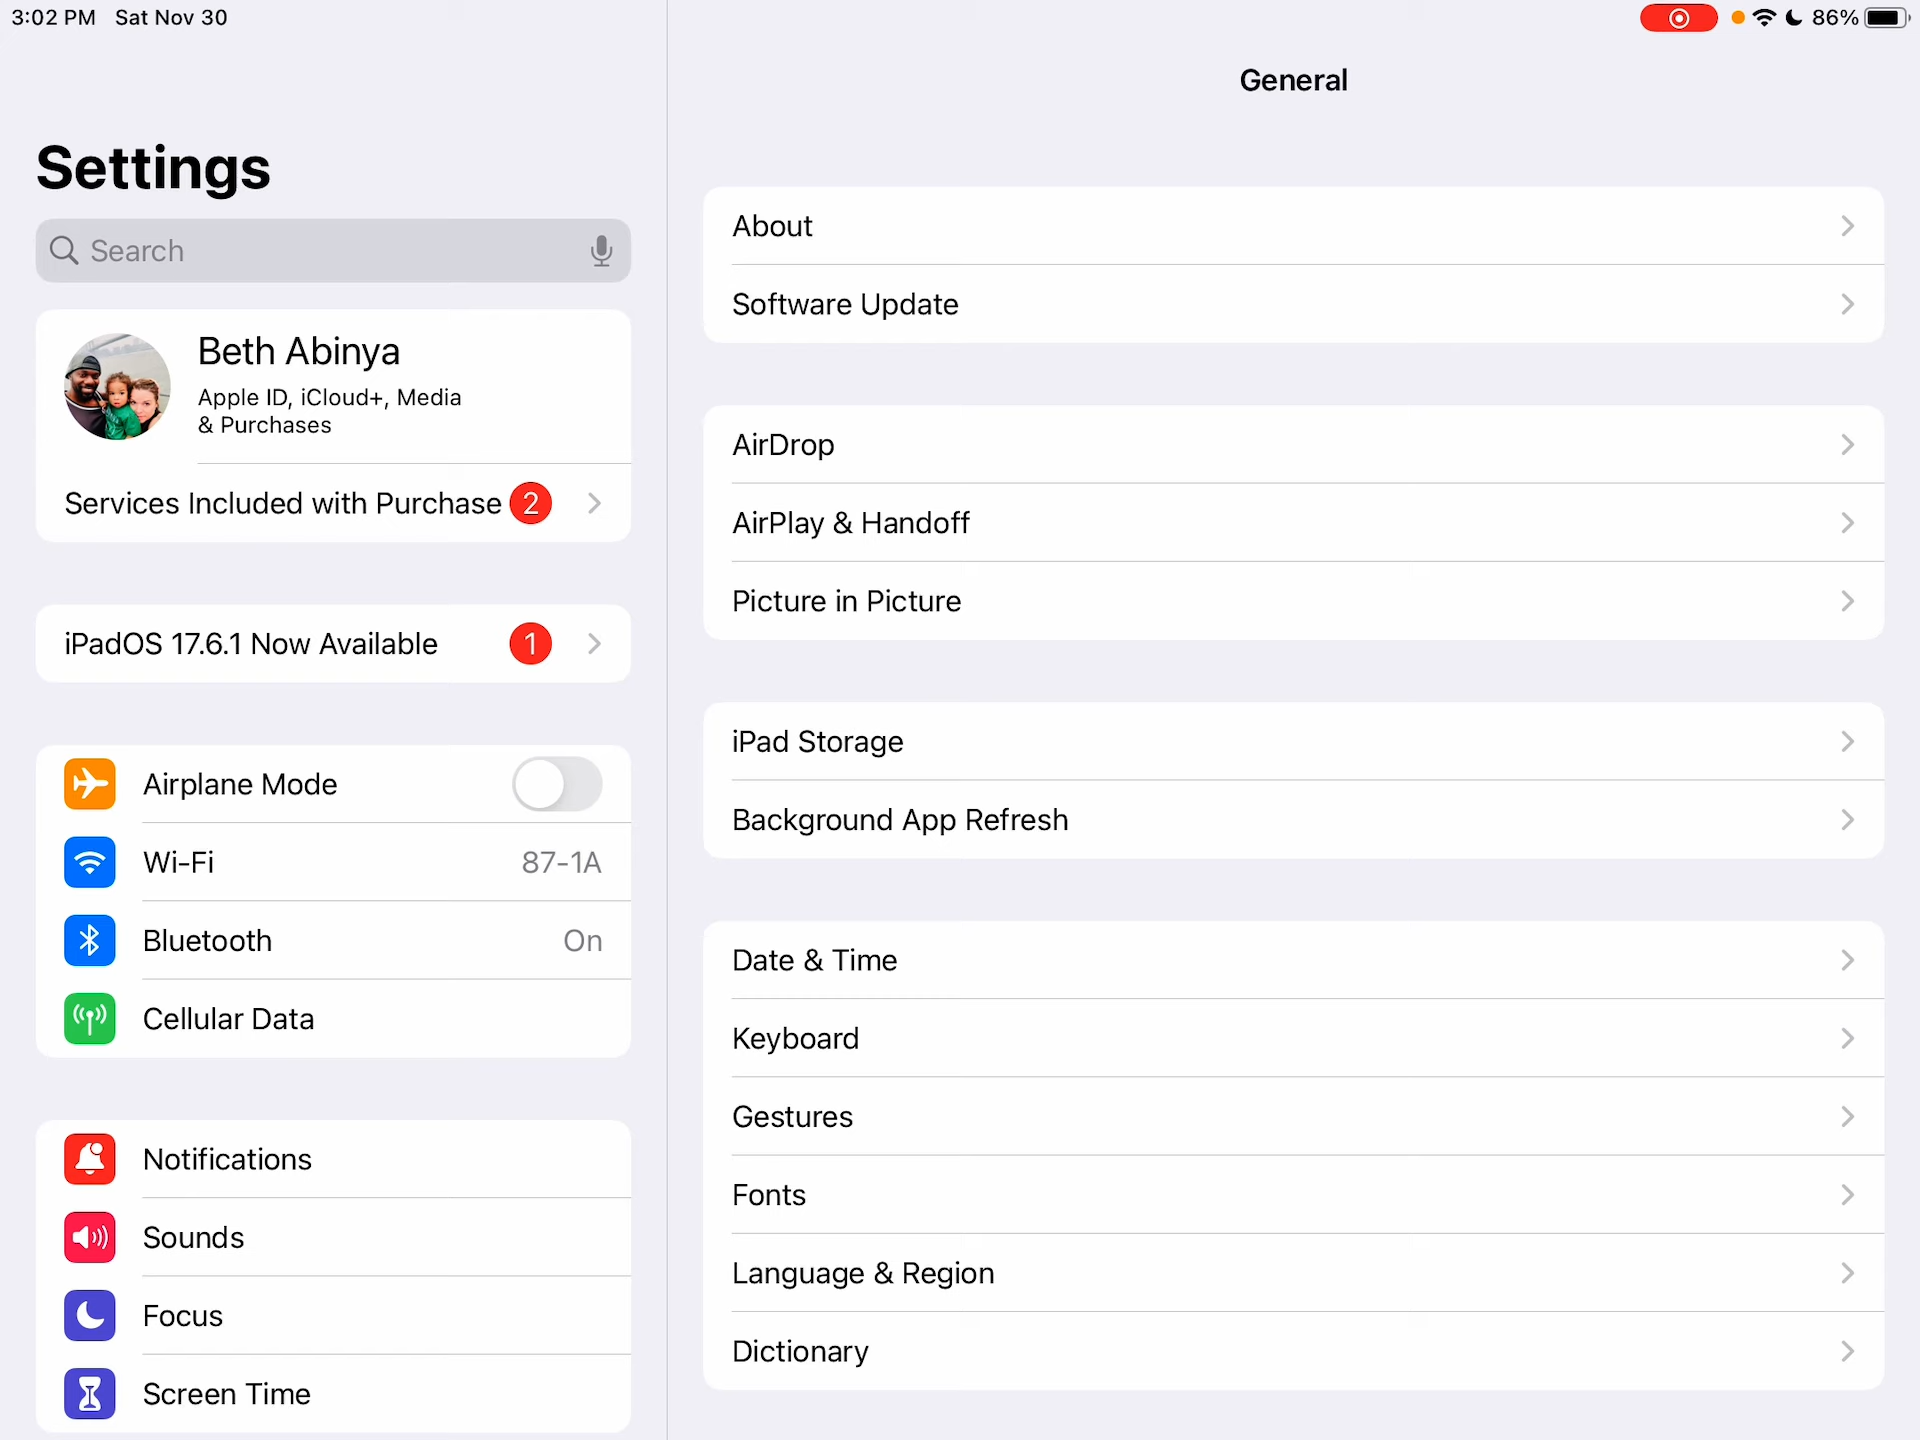 3:02 PM Sat Nov 30
86%
Settings
Search
Beth Abinya
Apple ID, iCloud+, Media
& Purchases
Services Included with Purchase 2
iPadOS 17.6.1 Now Available 1
Airplane Mode
Wi-Fi 87-1A
Bluetooth On
Cellular Data
Notifications
Sounds
Focus
Screen Time
General
About
Software Update
AirDrop
AirPlay & Handoff
Picture in Picture
iPad Storage
Background App Refresh
Date & Time
Keyboard
Gestures
Fonts
Language & Region
Dictionary